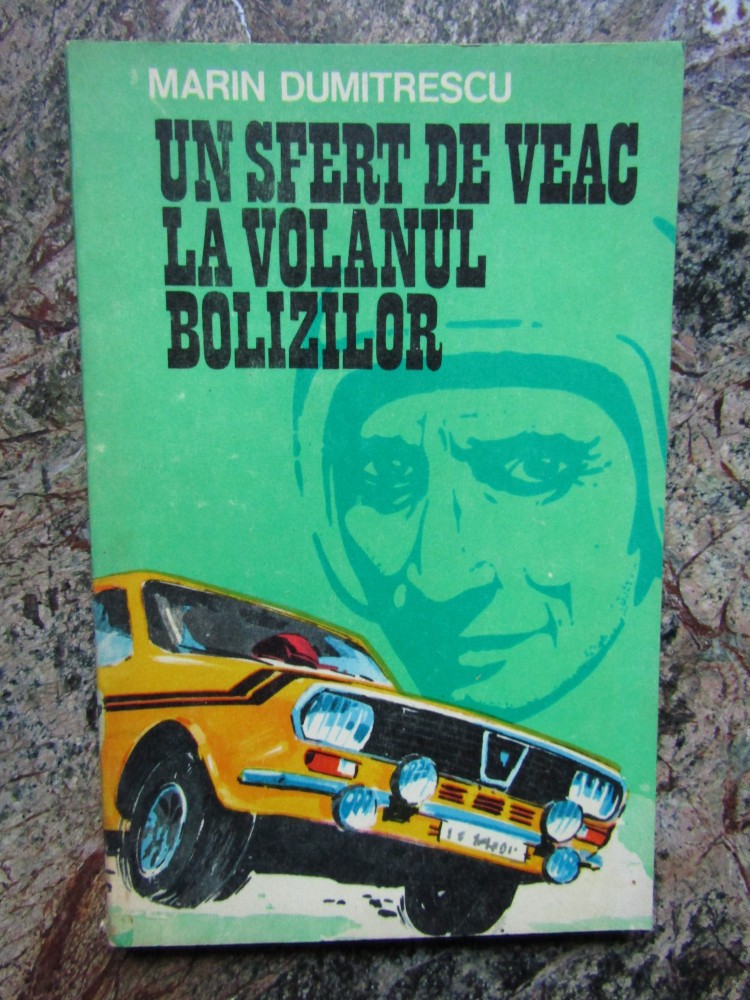 MARIN DUMITRESCU
UN SFERT DE VEAC
LA VOLANUL
BOLIZILOR